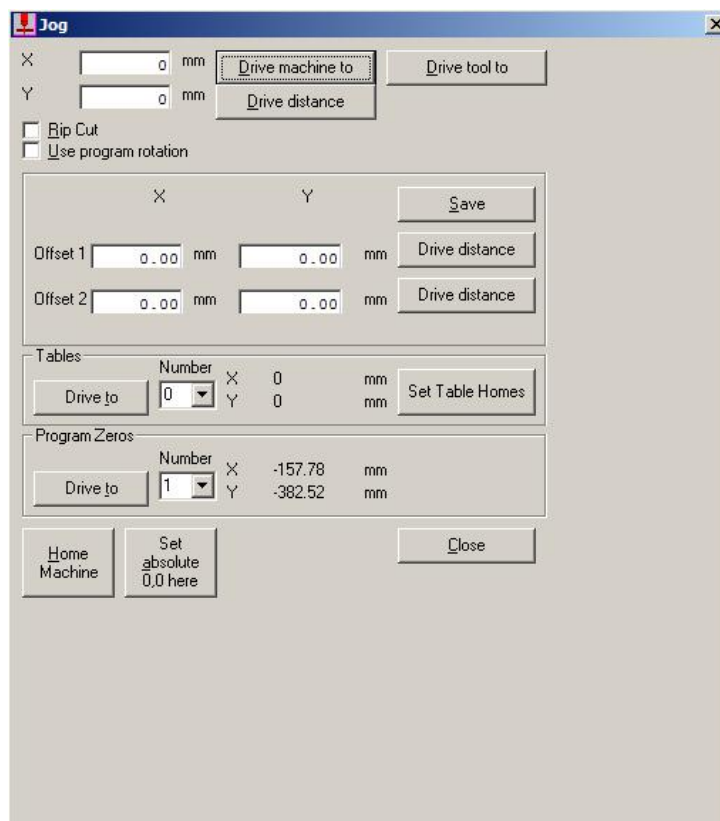 Jog
X 0 mm Drive machine to Drive tool to
Y 0 mm Drive distance
Rip Cut
Use program rotation
X Y Save
Offset 1 0.00 mm 0.00 mm Drive distance
Offset 2 0.00 mm 0.00 mm Drive distance
Tables
Number
Drive to 0 X 0 mm Set Table Homes
Y 0 mm
Program Zeros
Number
Drive to 1 X -157.78 mm
Y -382.52 mm
Home
Machine
Set
absolute
0,0 here
Close